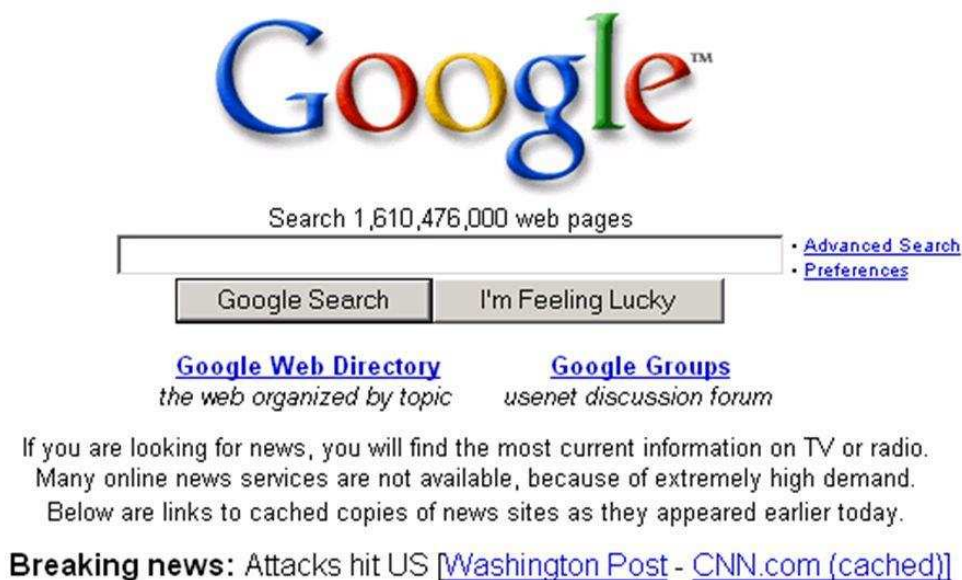 Google™
Search 1,610,476,000 web pages
• Advanced Search
• Preferences
Google Search I'm Feeling Lucky
Google Web Directory Google Groups
the web organized by topic usenet discussion forum
If you are looking for news, you will find the most current information on TV or radio.
Many online news services are not available, because of extremely high demand.
Below are links to cached copies of news sites as they appeared earlier today.
Breaking news: Attacks hit US [Washington Post - CNN.com (cached)]